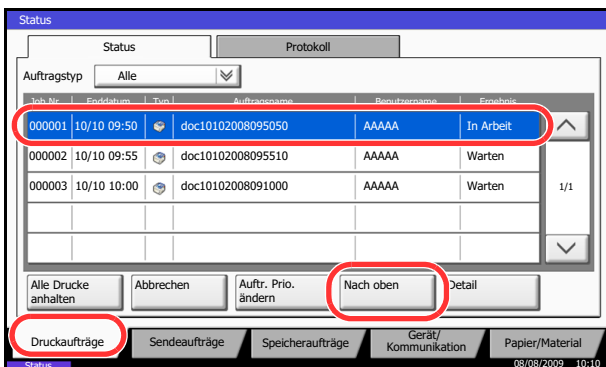 Status
Status Protokoll
Auftragstyp Alle
Job Nr. Enddatum Typ Auftragsname Benutzername Ergebnis
000001 10/10 09:50 doc10102008095050 AAAAA In Arbeit
000002 10/10 09:55 doc10102008095510 AAAAA Warten
000003 10/10 10:00 doc10102008091000 AAAAA Warten 1/1
Alle Drucke anhalten Abbrechen Auftr. Prio. ändern Nach oben Detail
Druckaufträge Sendeaufträge Speicheraufträge Gerät/ Kommunikation Papier/Material
Status 08/08/2009 10:10